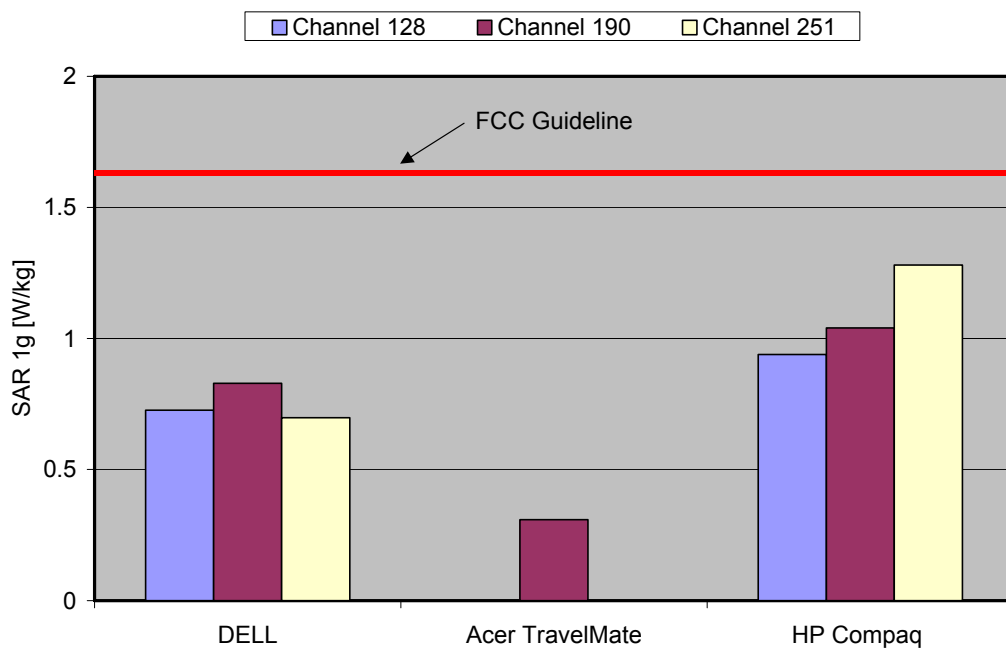 Channel 128 Channel 190 Channel 251
2
FCC Guideline
1.5
SAR 1g [W/kg]
1
0.5
0
DELL Acer TravelMate HP Compaq